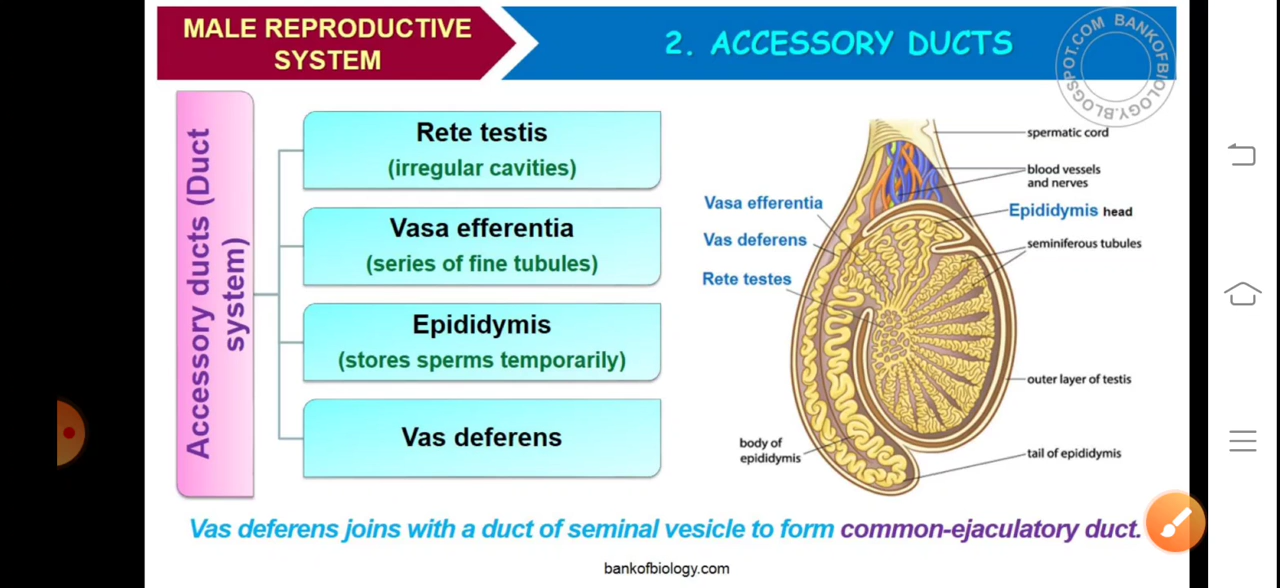 MALE REPRODUCTIVE
SYSTEM
2. ACCESSORY DUCTS
BANKOFBIOLOGY.BLOGSPOT.COM
Accessory ducts (Duct
system)
Rete testis
(irregular cavities)
Vasa efferentia
(series of fine tubules)
Epididymis
(stores sperms temporarily)
Vas deferens
spermatic cord
blood vessels
and nerves
Vasa efferentia
Epididymis head
Vas deferens
seminiferous tubules
Rete testes
outer layer of testis
body of
epididymis
tail of epididymis
Vas deferens joins with a duct of seminal vesicle to form common-ejaculatory duct.
bankofbiology.com